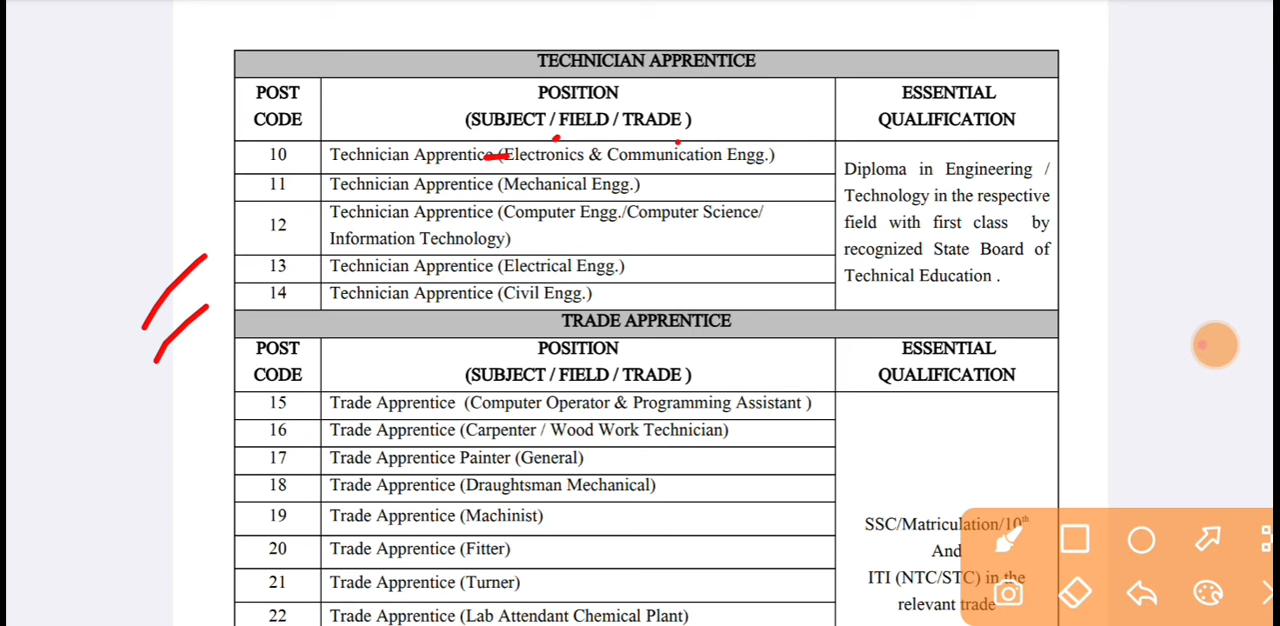 TECHNICIAN APPRENTICE
POST CODE
POSITION
(SUBJECT / FIELD / TRADE )
ESSENTIAL QUALIFICATION
10 Technician Apprentice (Electronics & Communication Engg.)
11 Technician Apprentice (Mechanical Engg.)
12 Technician Apprentice (Computer Engg./Computer Science/
Information Technology)
13 Technician Apprentice (Electrical Engg.)
14 Technician Apprentice (Civil Engg.)
Diploma in Engineering /
Technology in the respective
field with first class by
recognized State Board of
Technical Education .
TRADE APPRENTICE
POST CODE
POSITION
(SUBJECT / FIELD / TRADE )
ESSENTIAL QUALIFICATION
15 Trade Apprentice (Computer Operator & Programming Assistant )
16 Trade Apprentice (Carpenter / Wood Work Technician)
17 Trade Apprentice Painter (General)
18 Trade Apprentice (Draughtsman Mechanical)
19 Trade Apprentice (Machinist)
20 Trade Apprentice (Fitter)
21 Trade Apprentice (Turner)
22 Trade Apprentice (Lab Attendant Chemical Plant)
SSC/Matriculation/10th
And
ITI (NTC/STC) in the
relevant trade